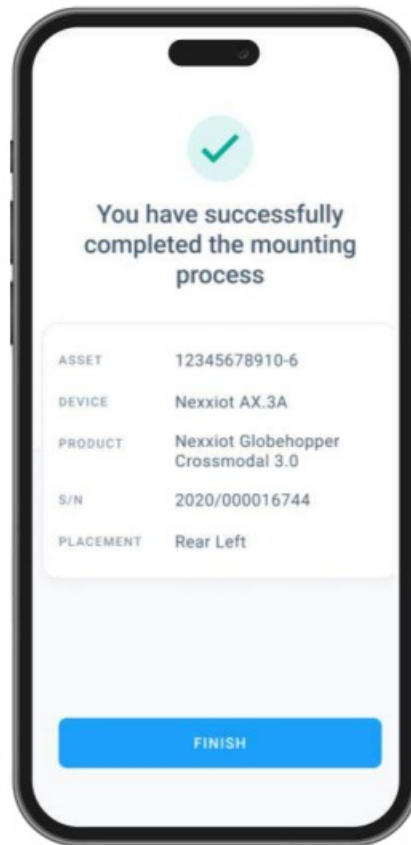 You have successfully
completed the mounting
process
ASSET 12345678910-6
DEVICE Nexxiot AX.3A
PRODUCT Nexxiot Globehopper
Crossmodal 3.0
S/N 2020/000016744
PLACEMENT Rear Left
FINISH